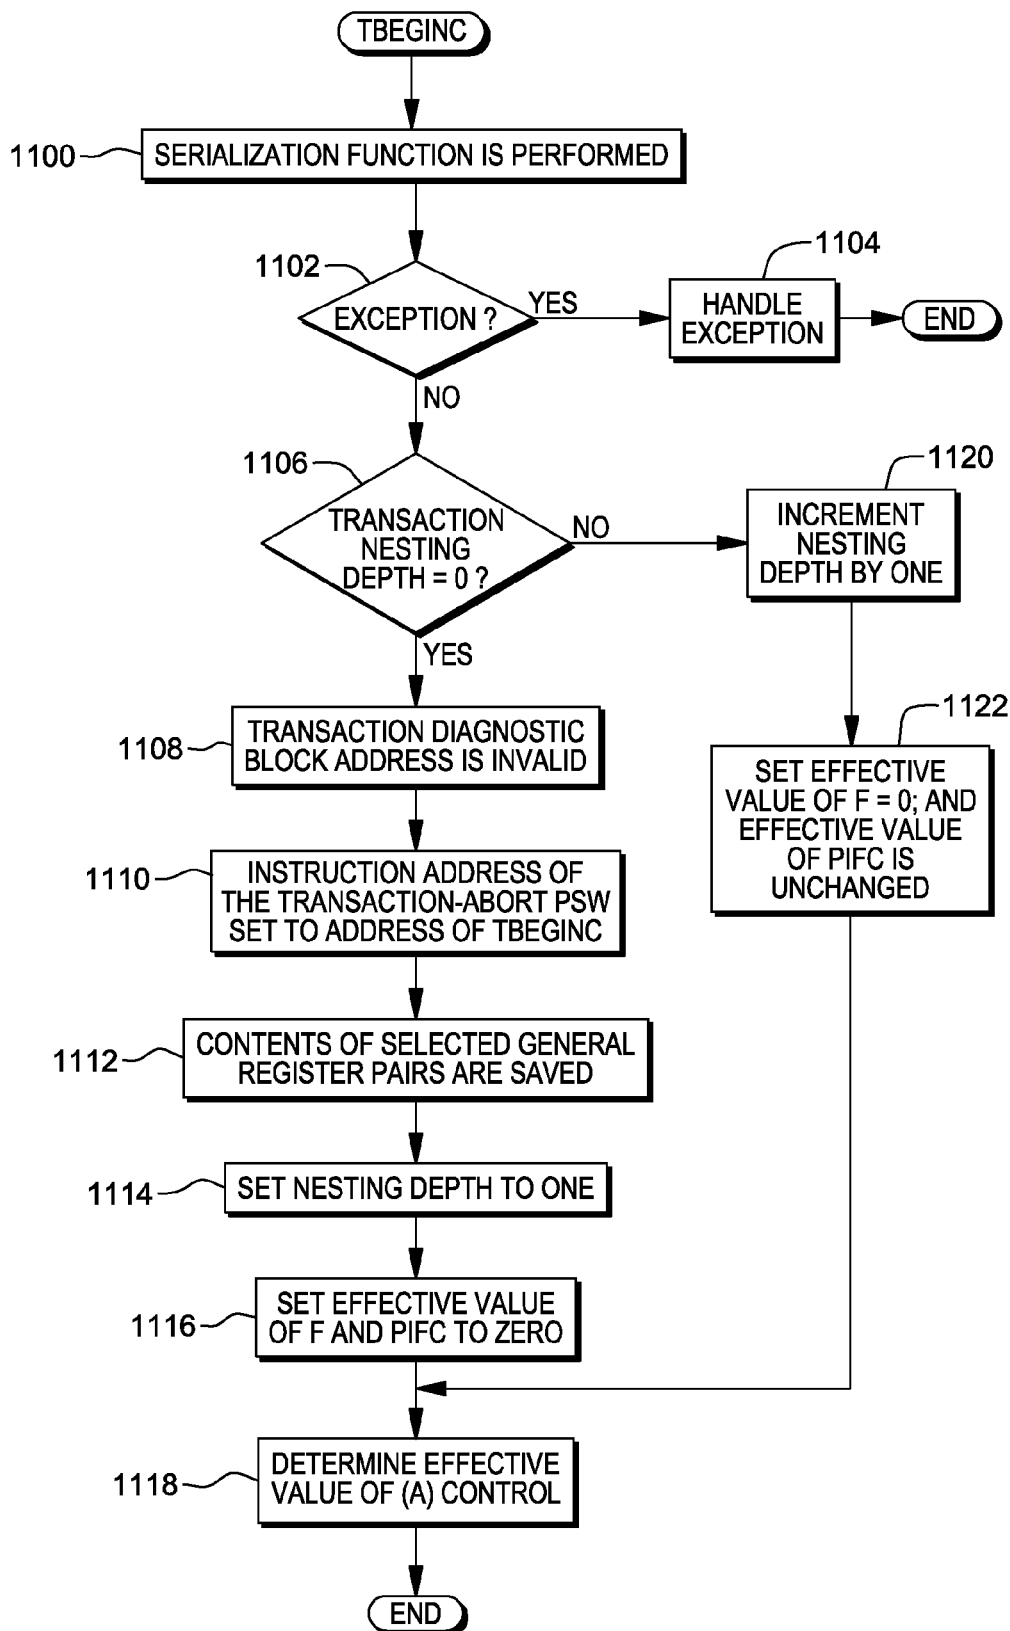 TBEGINC
1100
SERIALIZATION FUNCTION IS PERFORMED
1102
EXCEPTION ?
YES
1104
HANDLE
EXCEPTION
END
NO
1106
TRANSACTION
NESTING
DEPTH = 0 ?
NO
1120
INCREMENT
NESTING
DEPTH BY ONE
YES
1108
TRANSACTION DIAGNOSTIC
BLOCK ADDRESS IS INVALID
1122
SET EFFECTIVE
VALUE OF F = 0; AND
EFFECTIVE VALUE
OF PIFC IS
UNCHANGED
1110
INSTRUCTION ADDRESS OF
THE TRANSACTION-ABORT PSW
SET TO ADDRESS OF TBEGINC
1112
CONTENTS OF SELECTED GENERAL
REGISTER PAIRS ARE SAVED
1114
SET NESTING DEPTH TO ONE
1116
SET EFFECTIVE VALUE
OF F AND PIFC TO ZERO
1118
DETERMINE EFFECTIVE
VALUE OF (A) CONTROL
END